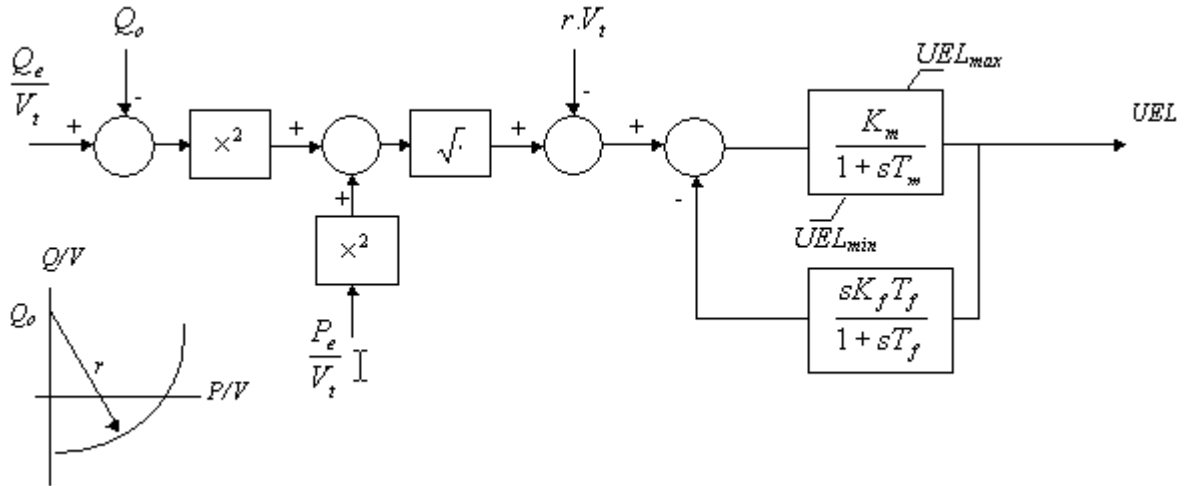 Q_o
r.V_t
Q_e
V_t
+
-
×²
+
+
√.
+
-
+
-
UEL_max
K_m
1 + sT_m
UEL_min
UEL
×²
P_e
V_t
sK_f T_f
1 + sT_f
Q/V
Q_o
r
P/V